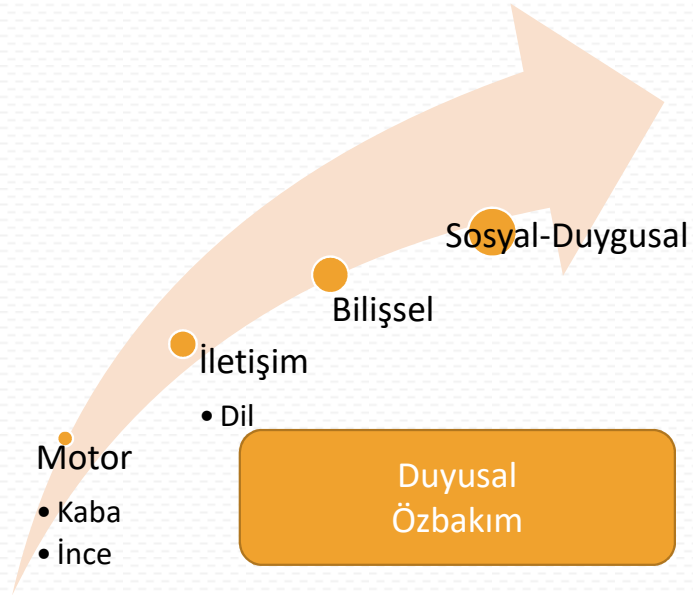 Sosyal-Duygusal
Bilişsel
İletişim
• Dil
Motor
• Kaba
• İnce
Duyusal
Özbakım